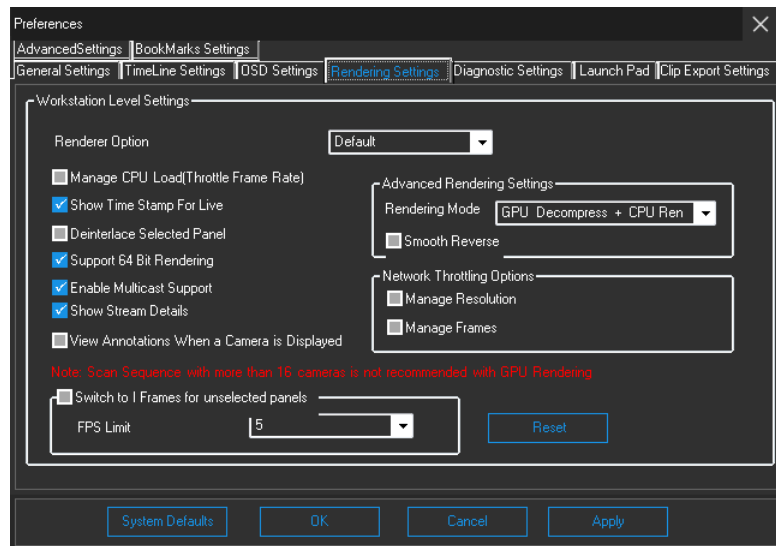 Preferences
AdvancedSettings BookMarks Settings
General Settings TimeLine Settings OSD Settings Rendering Settings Diagnostic Settings Launch Pad Clip Export Settings
Workstation Level Settings
Renderer Option Default
Manage CPU Load(Throttle Frame Rate)
Show Time Stamp For Live
Deinterlace Selected Panel
Support 64 Bit Rendering
Enable Multicast Support
Show Stream Details
View Annotations When a Camera is Displayed
Advanced Rendering Settings
Rendering Mode GPU Decompress + CPU Ren
Smooth Reverse
Network Throttling Options
Manage Resolution
Manage Frames
Note: Scan Sequence with more than 16 cameras is not recommended with GPU Rendering
Switch to I Frames for unselected panels
FPS Limit 5
Reset
System Defaults OK Cancel Apply